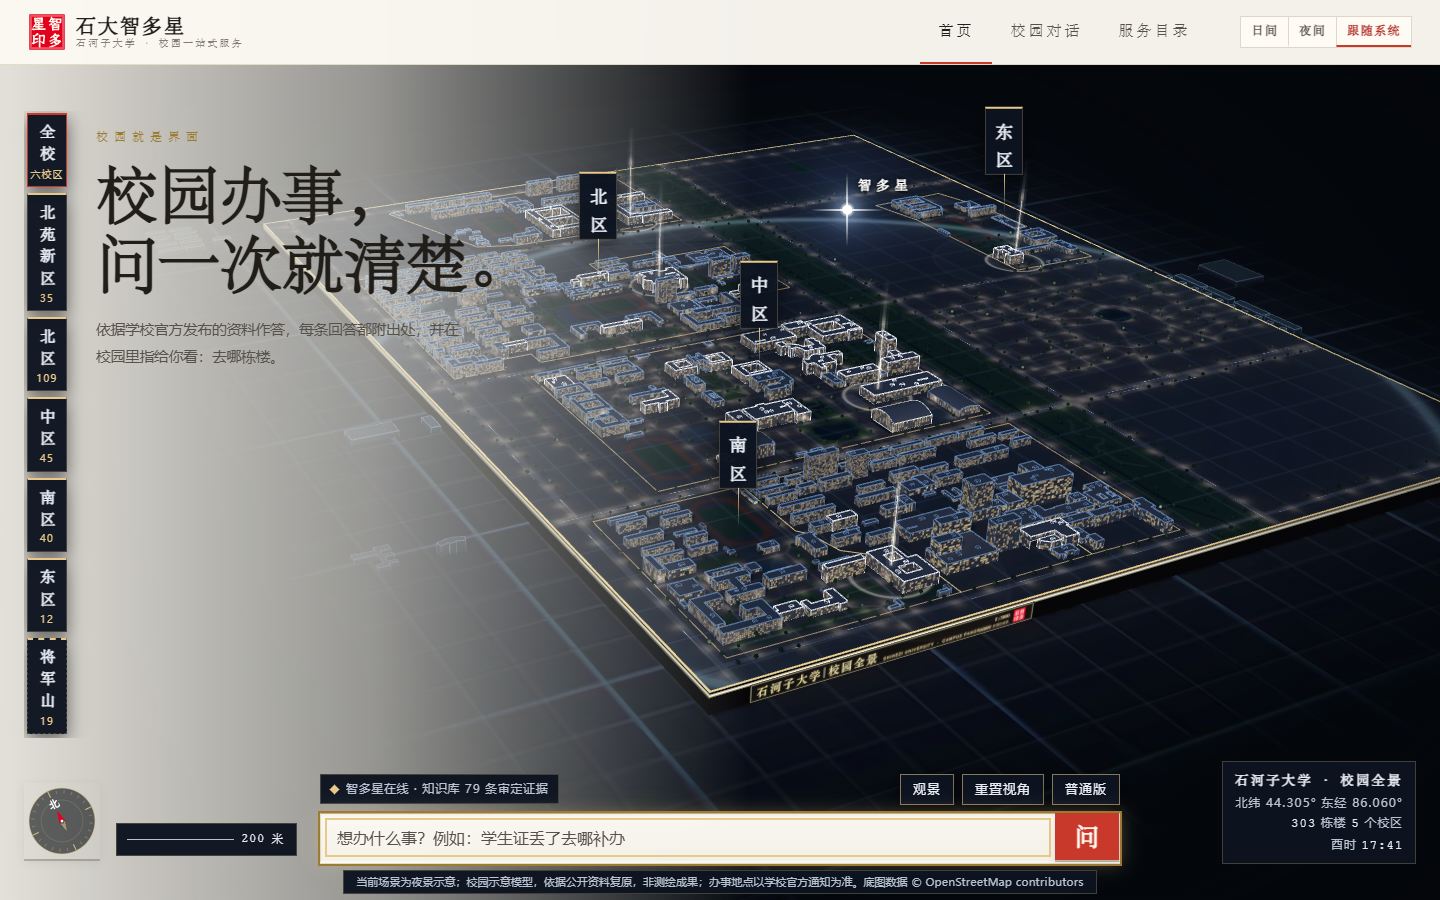 星智
印多
石大智多星
石河子大学 · 校园一站式服务
首页
校园对话
服务目录
日间
夜间
跟随系统
全校
六校区
北苑新区
35
北区
109
中区
45
南区
40
东区
12
将军山
19
校园就是界面
校园办事，
问一次就清楚。
依据学校官方发布的资料作答，每条回答都附出处，并在
校园里指给你看：去哪栋楼。
东区
北区
智多星
中区
南区
石河子大学 | 校园全景
北
200 米
智多星在线 · 知识库 79 条审定证据
观景
重置视角
普通版
想办什么事？例如：学生证丢了去哪补办
问
当前场景为夜景示意；校园示意模型，依据公开资料复原，非测绘成果；办事地点以学校官方通知为准。底图数据 © OpenStreetMap contributors
石河子大学 · 校园全景
北纬 44.305° 东经 86.060°
303 栋楼 5 个校区
酉时 17:41